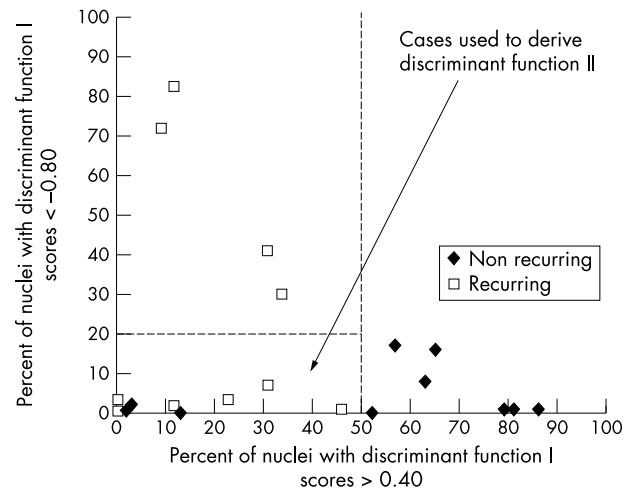 100
90
80
70
60
50
40
30
20
10
0
Percent of nuclei with discriminant function I
scores < –0.80
Cases used to derive
discriminant function II
Non recurring
Recurring
0 10 20 30 40 50 60 70 80 90 100
Percent of nuclei with discriminant function I
scores > 0.40